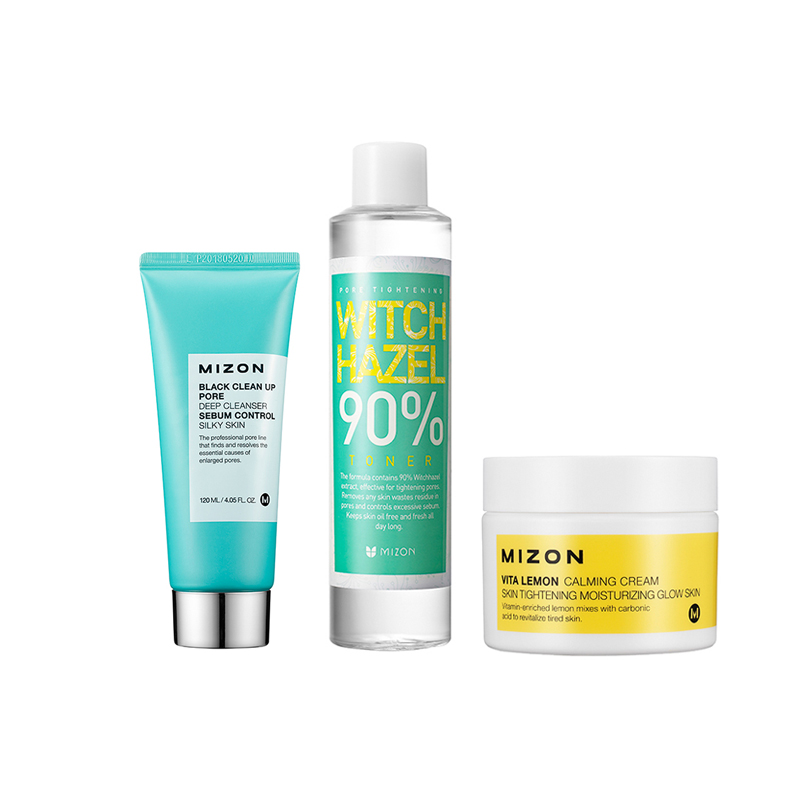 E P20180520
MIZON
BLACK CLEAN UP
PORE
DEEP CLEANSER
SEBUM CONTROL
SILKY SKIN
The professional pore line
that finds and resolves the
essential causes of
enlarged pores.
120 ML / 4.05 FL. OZ. M
PORE TIGHTENING
WITCH
HAZEL
90%
TONER
The formula contains 90% Witchhazel
extract, effective for tightening pores.
Removes any skin wastes residue in
pores and controls excessive sebum.
Keeps skin oil free and fresh all
day long.
MIZON
MIZON
VITA LEMON CALMING CREAM
SKIN TIGHTENING MOISTURIZING GLOW SKIN
Vitamin-enriched lemon mixes with carbonic
acid to revitalize tired skin. M